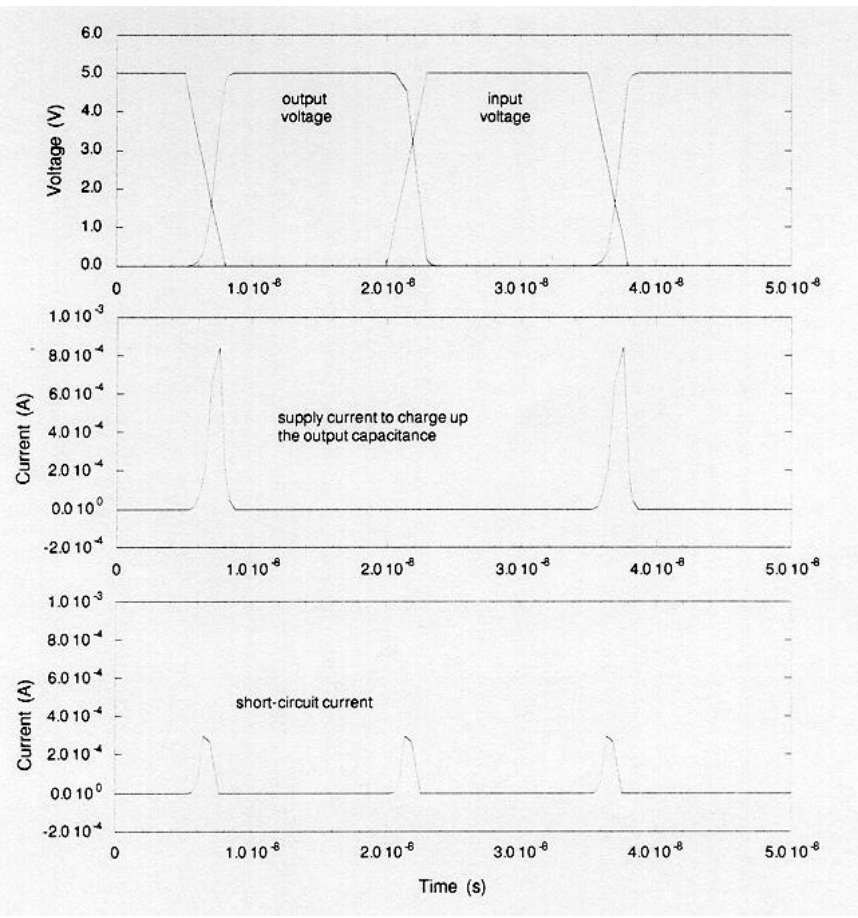 6.0
5.0
4.0
3.0
2.0
1.0
0.0
Voltage (V)
output
voltage
input
voltage
0 1.0 10⁻⁸ 2.0 10⁻⁸ 3.0 10⁻⁸ 4.0 10⁻⁸ 5.0 10⁻⁸
1.0 10⁻³
8.0 10⁻⁴
6.0 10⁻⁴
4.0 10⁻⁴
2.0 10⁻⁴
0.0 10⁰
-2.0 10⁻⁴
Current (A)
supply current to charge up
the output capacitance
0 1.0 10⁻⁸ 2.0 10⁻⁸ 3.0 10⁻⁸ 4.0 10⁻⁸ 5.0 10⁻⁸
1.0 10⁻³
8.0 10⁻⁴
6.0 10⁻⁴
4.0 10⁻⁴
2.0 10⁻⁴
0.0 10⁰
-2.0 10⁻⁴
Current (A)
short-circuit current
0 1.0 10⁻⁸ 2.0 10⁻⁸ 3.0 10⁻⁸ 4.0 10⁻⁸ 5.0 10⁻⁸
Time (s)